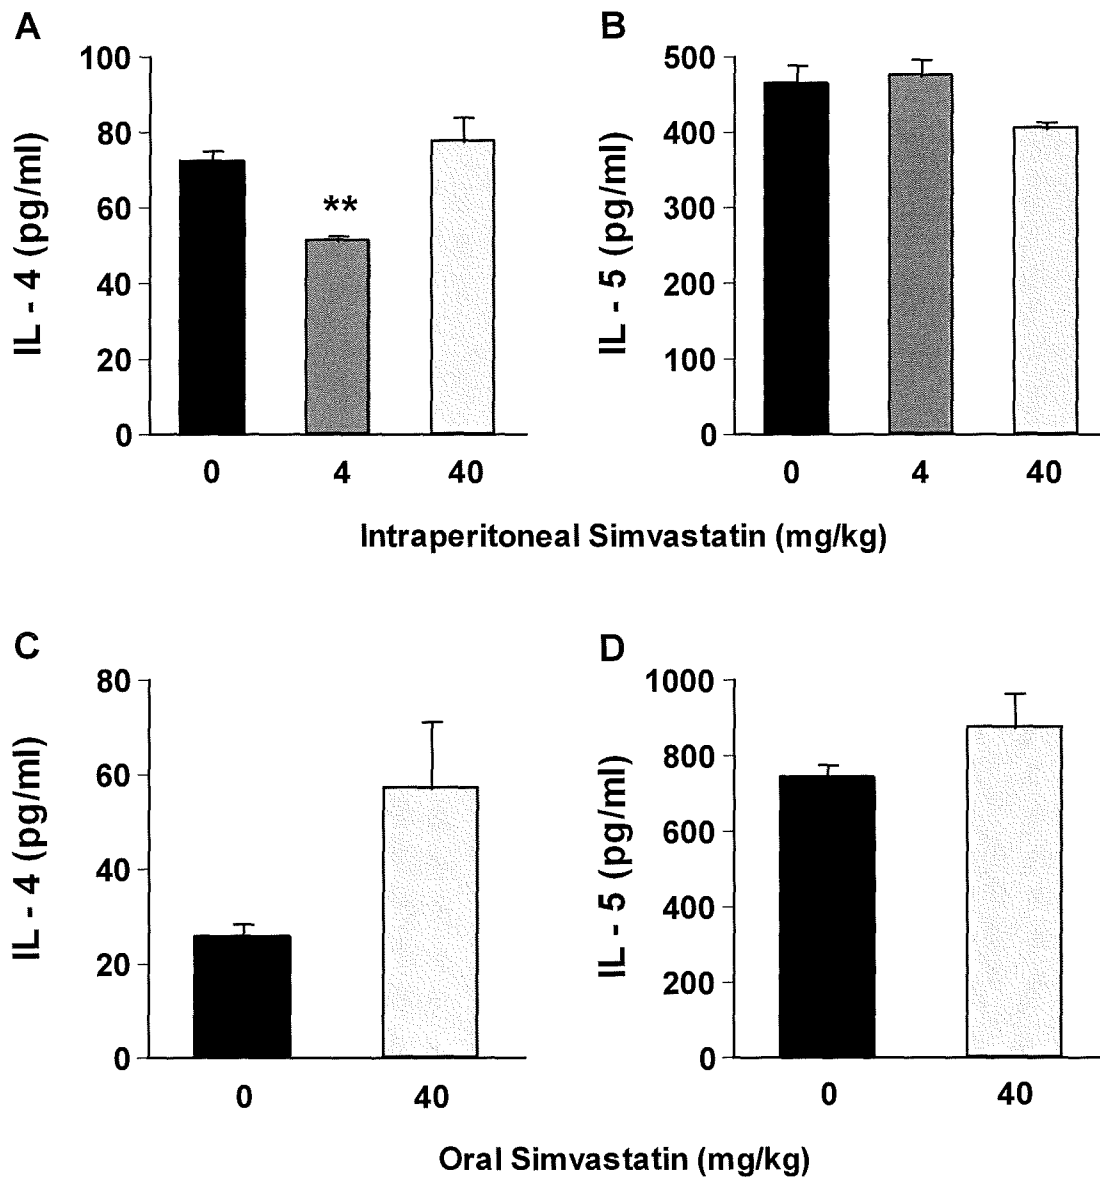 A
IL - 4 (pg/ml)
100
80
60
40
20
0
**
0 4 40
B
IL - 5 (pg/ml)
500
400
300
200
100
0
0 4 40
Intraperitoneal Simvastatin (mg/kg)
C
IL - 4 (pg/ml)
80
60
40
20
0
0 40
D
IL - 5 (pg/ml)
1000
800
600
400
200
0
0 40
Oral Simvastatin (mg/kg)